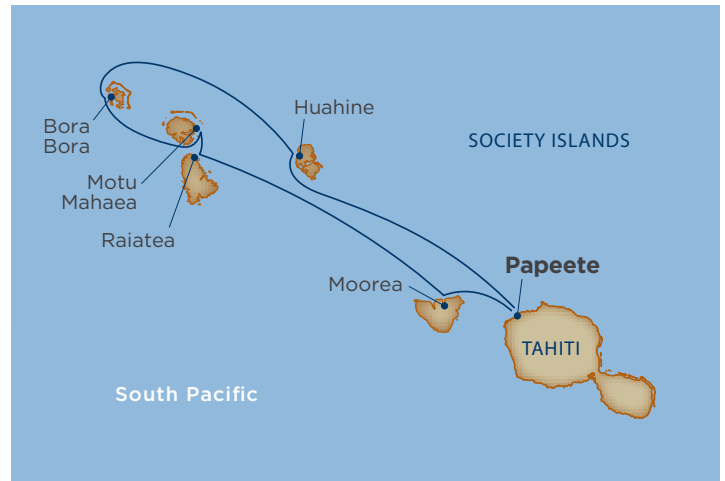 Huahine
Bora
Bora
SOCIETY ISLANDS
Motu
Mahaea
Raiatea
Papeete
Moorea
TAHITI
South Pacific